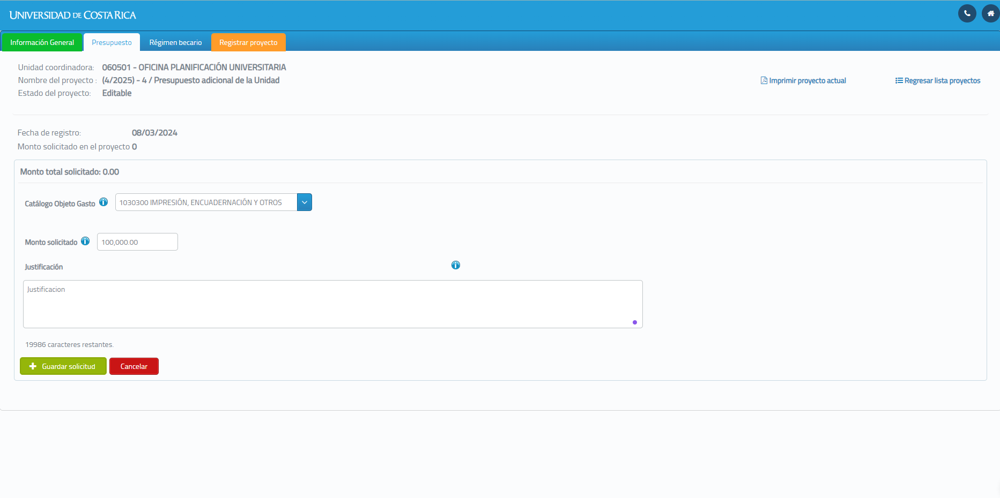 UNIVERSIDAD DE COSTA RICA
Información General Presupuesto Régimen becario Registrar proyecto
Unidad coordinadora: 060501 - OFICINA PLANIFICACIÓN UNIVERSITARIA
Nombre del proyecto : (4/2025) - 4 / Presupuesto adicional de la Unidad
Imprimir proyecto actual Regresar lista proyectos
Estado del proyecto: Editable
Fecha de registro: 08/03/2024
Monto solicitado en el proyecto 0
Monto total solicitado: 0.00
Catálogo Objeto Gasto 1030300 IMPRESIÓN, ENCUADERNACIÓN Y OTROS
Monto solicitado 100,000.00
Justificación
Justificacion
19986 caracteres restantes.
Guardar solicitud Cancelar